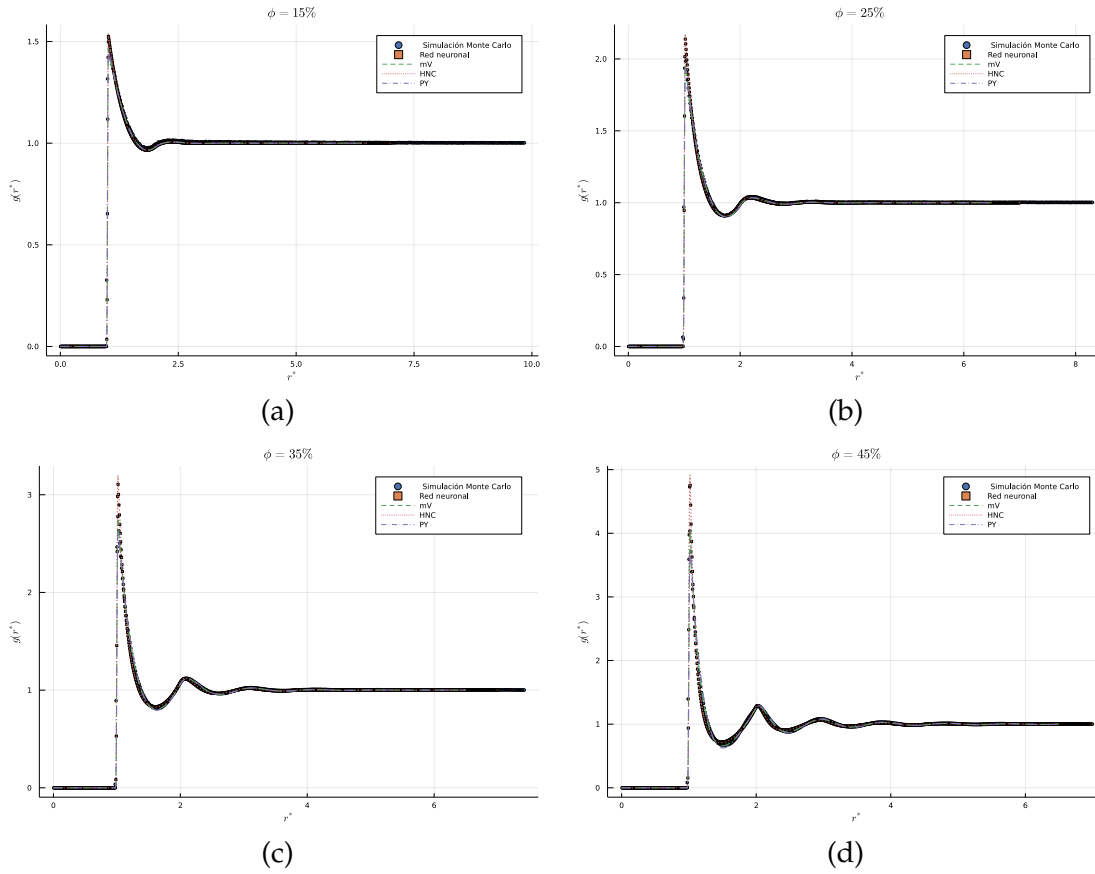 ϕ = 15%
1.5
1.0
0.5
0.0
g(r*)
0.0 2.5 5.0 7.5 10.0
r*
Simulación Monte Carlo
Red neuronal
mV
HNC
PY
(a)
ϕ = 25%
2.0
1.5
1.0
0.5
0.0
g(r*)
0 2 4 6 8
r*
Simulación Monte Carlo
Red neuronal
mV
HNC
PY
(b)
ϕ = 35%
3
2
1
0
g(r*)
0 2 4 6
r*
Simulación Monte Carlo
Red neuronal
mV
HNC
PY
(c)
ϕ = 45%
5
4
3
2
1
0
g(r*)
0 2 4 6
r*
Simulación Monte Carlo
Red neuronal
mV
HNC
PY
(d)